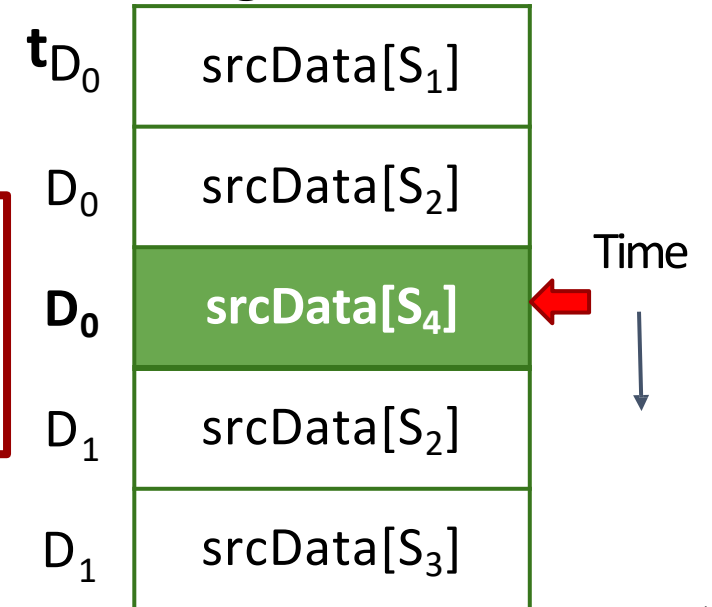 tD₀ srcData[S₁]
D₀ srcData[S₂]
Time
D₀ srcData[S₄]
D₁ srcData[S₂]
D₁ srcData[S₃]